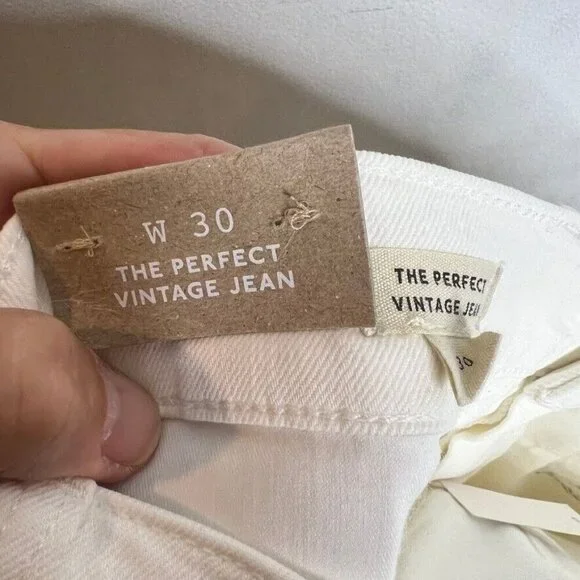 W 30
THE PERFECT
VINTAGE JEAN
THE PERFECT
VINTAGE JEAN
30